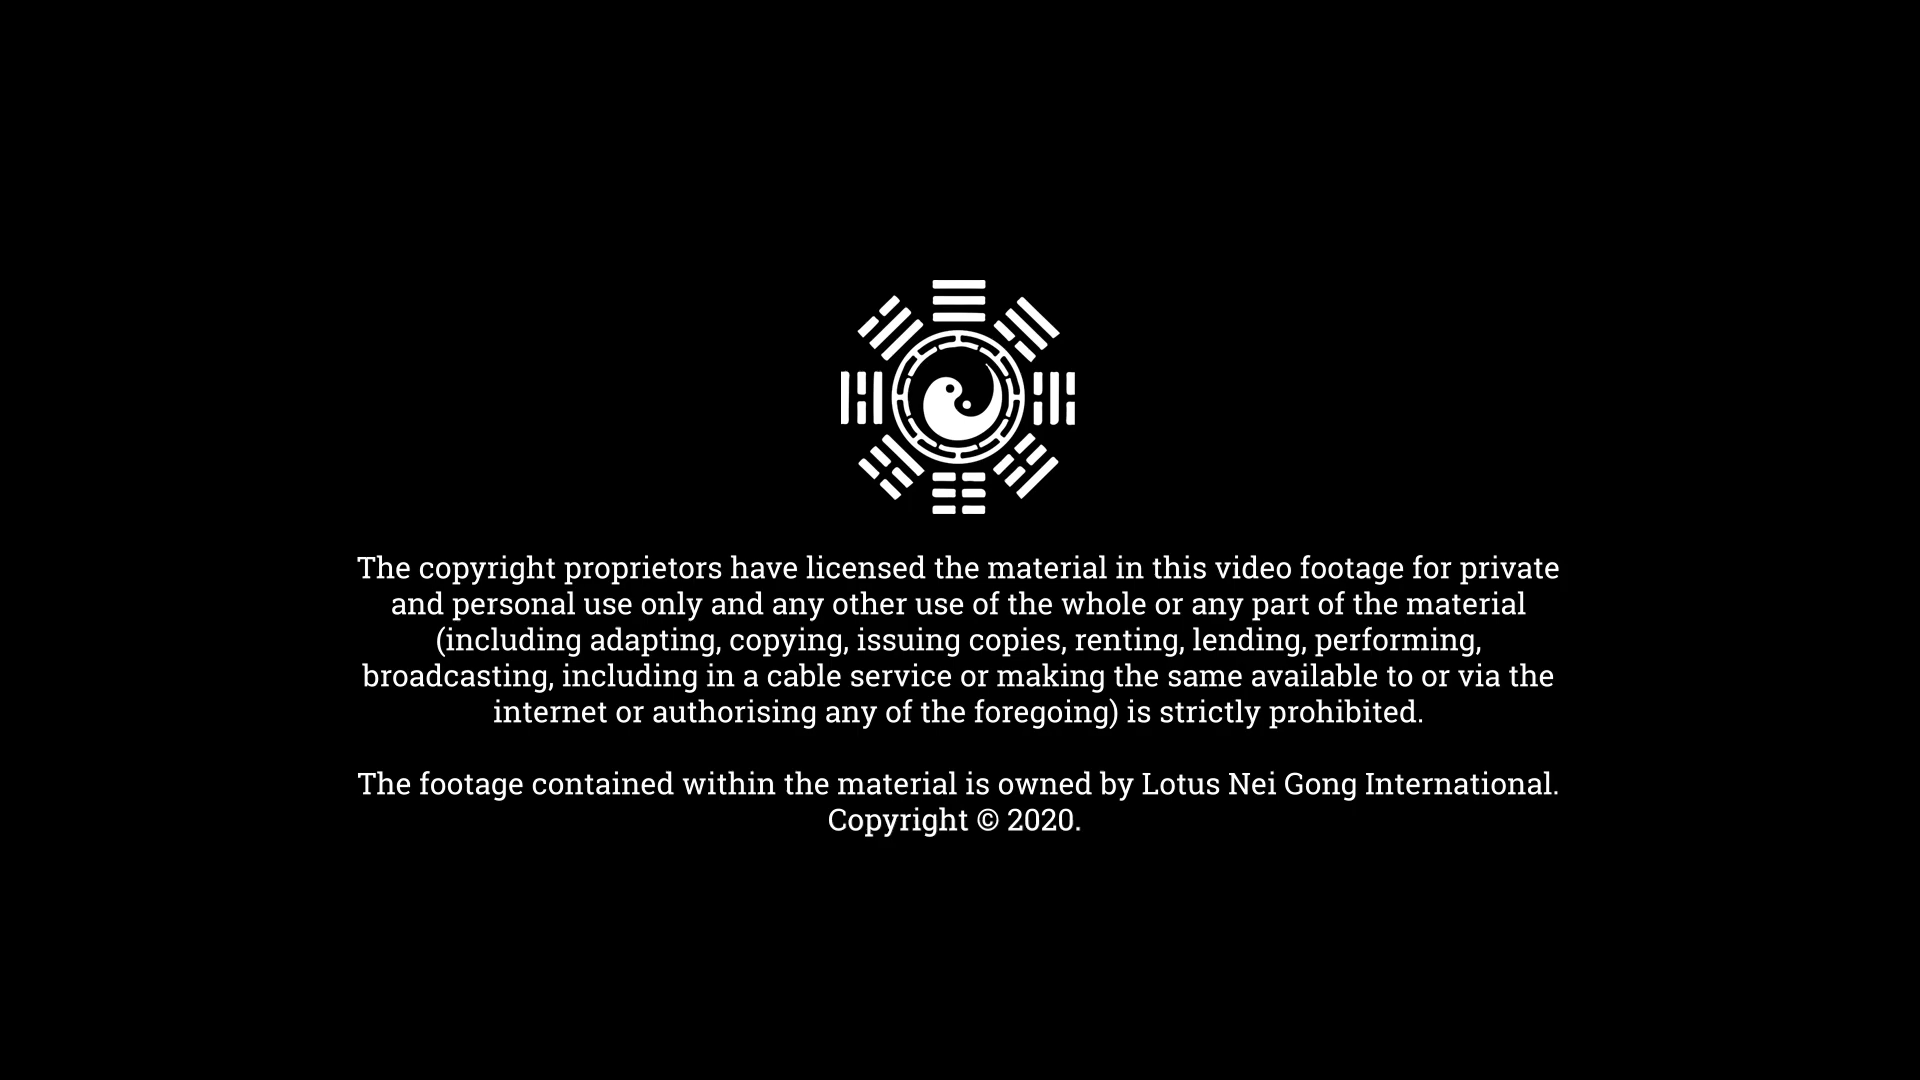 The copyright proprietors have licensed the material in this video footage for private
and personal use only and any other use of the whole or any part of the material
(including adapting, copying, issuing copies, renting, lending, performing,
broadcasting, including in a cable service or making the same available to or via the
internet or authorising any of the foregoing) is strictly prohibited.
The footage contained within the material is owned by Lotus Nei Gong International.
Copyright © 2020.